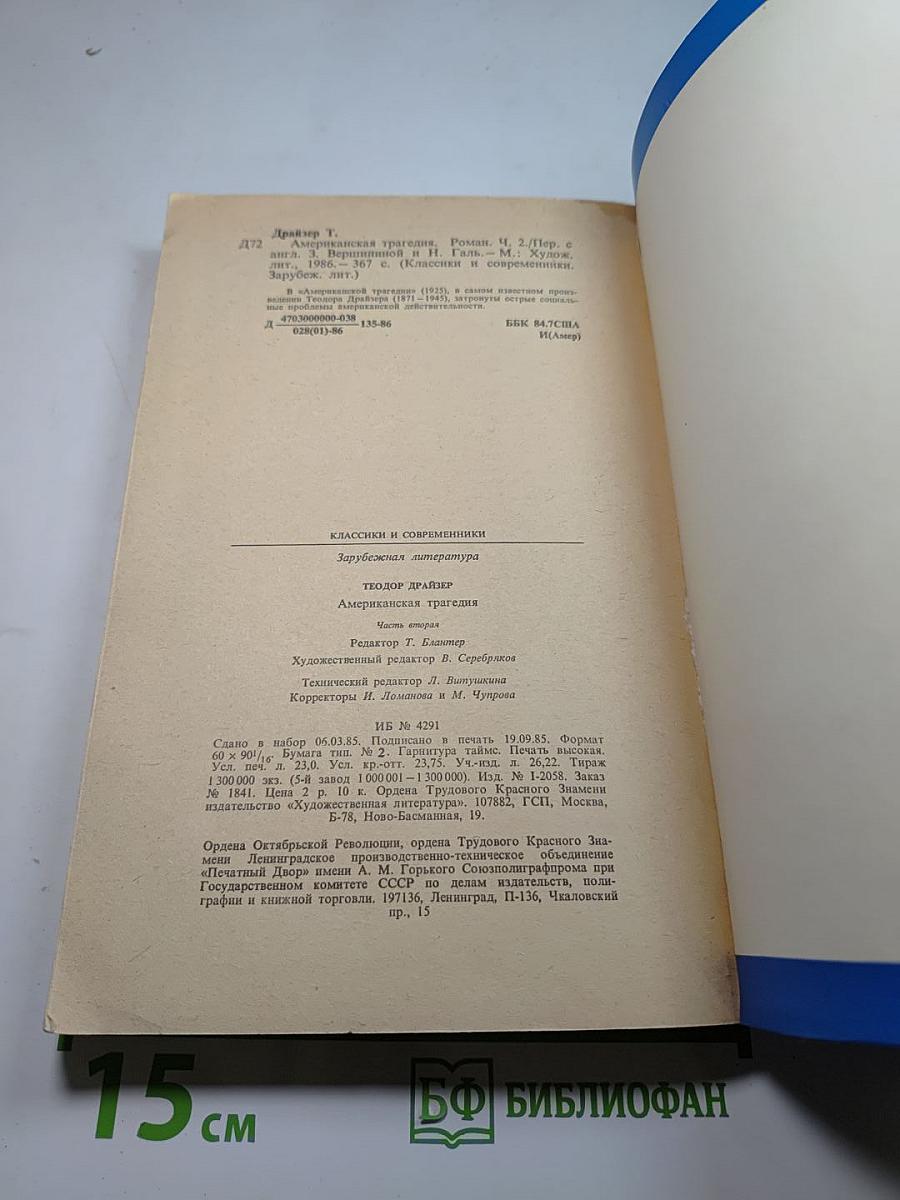 Драйзер Т.
Д72 Американская трагедия. Роман. Ч. 2./Пер. с
англ. З. Вершининой и Н. Галь.— М.: Худож.
лит., 1986.— 367 с. (Классики и современники.
Зарубеж. лит.)
В «Американской трагедии» (1925), в самом известном произ-
ведении Теодора Драйзера (1871—1945), затронуты острые социаль-
ные проблемы американской действительности.
Д 4703000000-038 135-86 ББК 84.7США
028(01)-86 И(Амер)
КЛАССИКИ И СОВРЕМЕННИКИ
Зарубежная литература
ТЕОДОР ДРАЙЗЕР
Американская трагедия
Часть вторая
Редактор Т. Блантер
Художественный редактор В. Серебряков
Технический редактор Л. Витушкина
Корректоры И. Ломанова и М. Чупрова
ИБ № 4291
Сдано в набор 06.03.85. Подписано в печать 19.09.85. Формат
60 × 90¹/₁₆. Бумага тип. № 2. Гарнитура таймс. Печать высокая.
Усл. печ. л. 23,0. Усл. кр.-отт. 23,75. Уч.-изд. л. 26,22. Тираж
1 300 000 экз. (5-й завод 1 000 001—1 300 000). Изд. № I-2058. Заказ
№ 1841. Цена 2 р. 10 к. Ордена Трудового Красного Знамени
издательство «Художественная литература». 107882, ГСП, Москва,
Б-78, Ново-Басманная, 19.
Ордена Октябрьской Революции, ордена Трудового Красного Зна-
мени Ленинградское производственно-техническое объединение
«Печатный Двор» имени А. М. Горького Союзполиграфпрома при
Государственном комитете СССР по делам издательств, поли-
графии и книжной торговли. 197136, Ленинград, П-136, Чкаловский
пр., 15
15 см БФ БИБЛИОФАН